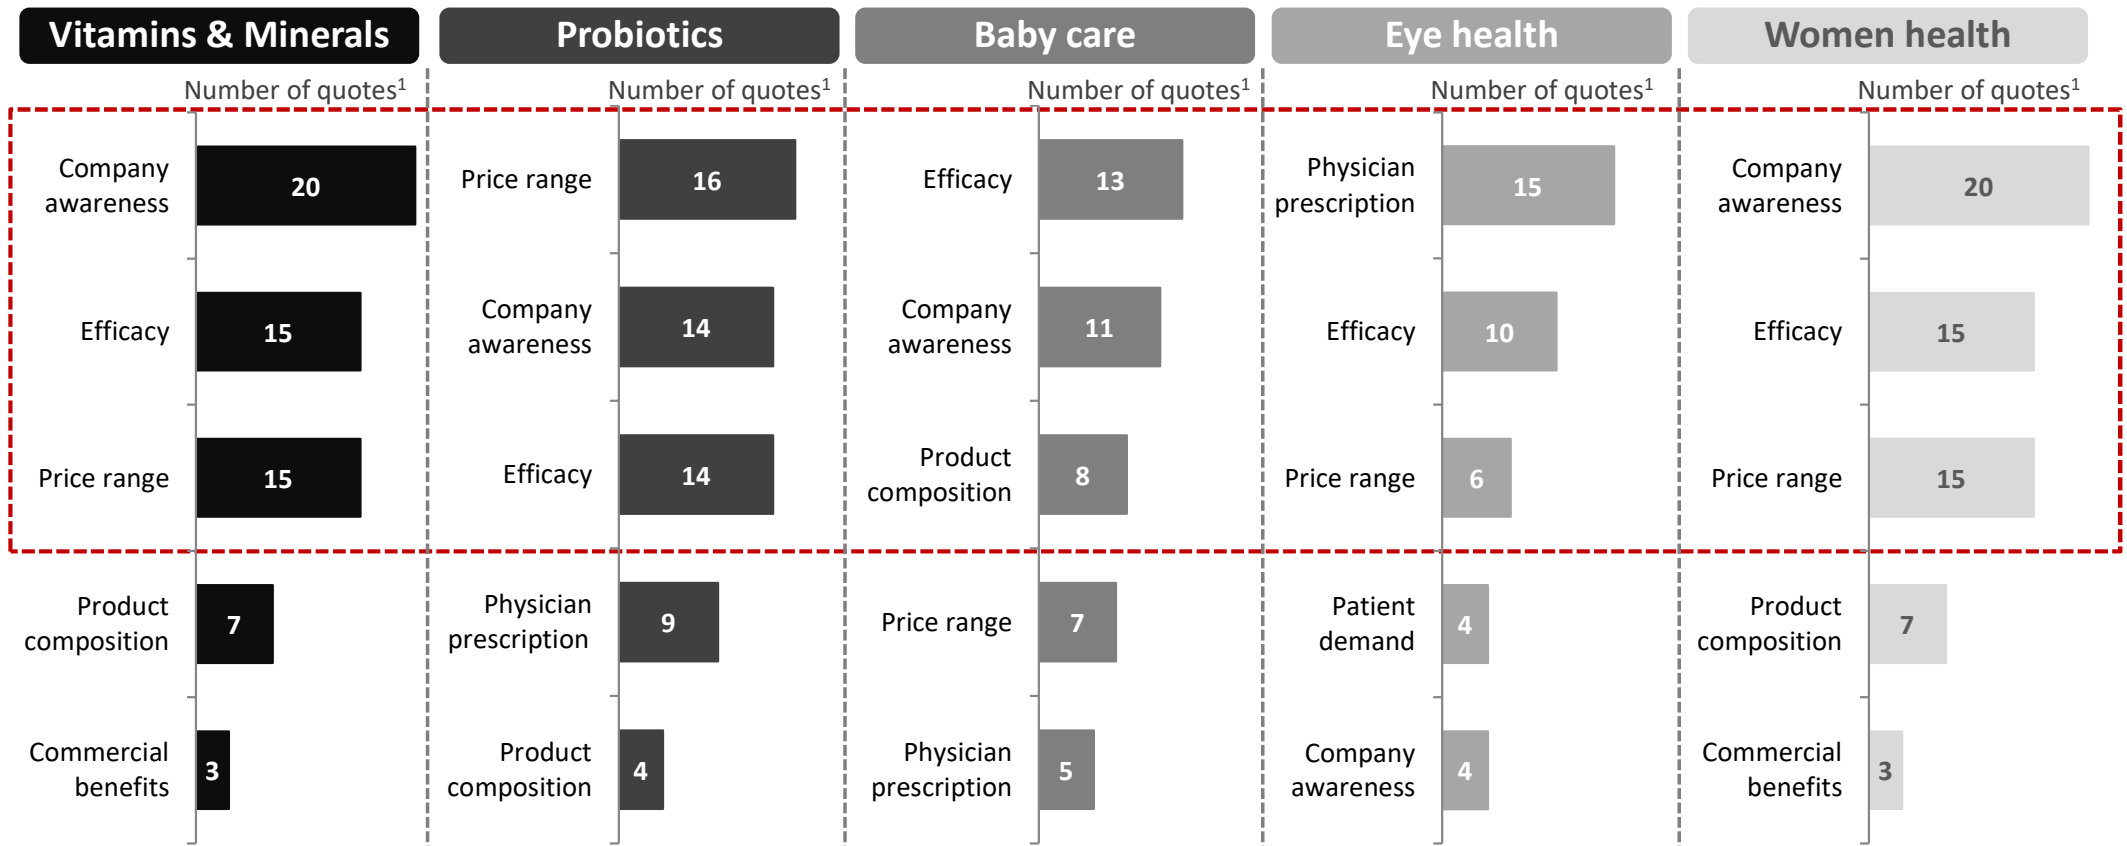 Vitamins & Minerals
Number of quotes1
Company
awareness
20
Efficacy
15
Price range
15
Product
composition
7
Commercial
benefits
3
Probiotics
Number of quotes1
Price range
16
Company
awareness
14
Efficacy
14
Physician
prescription
9
Product
composition
4
Baby care
Number of quotes1
Efficacy
13
Company
awareness
11
Product
composition
8
Price range
7
Physician
prescription
5
Eye health
Number of quotes1
Physician
prescription
15
Efficacy
10
Price range
6
Patient
demand
4
Company
awareness
4
Women health
Number of quotes1
Company
awareness
20
Efficacy
15
Price range
15
Product
composition
7
Commercial
benefits
3